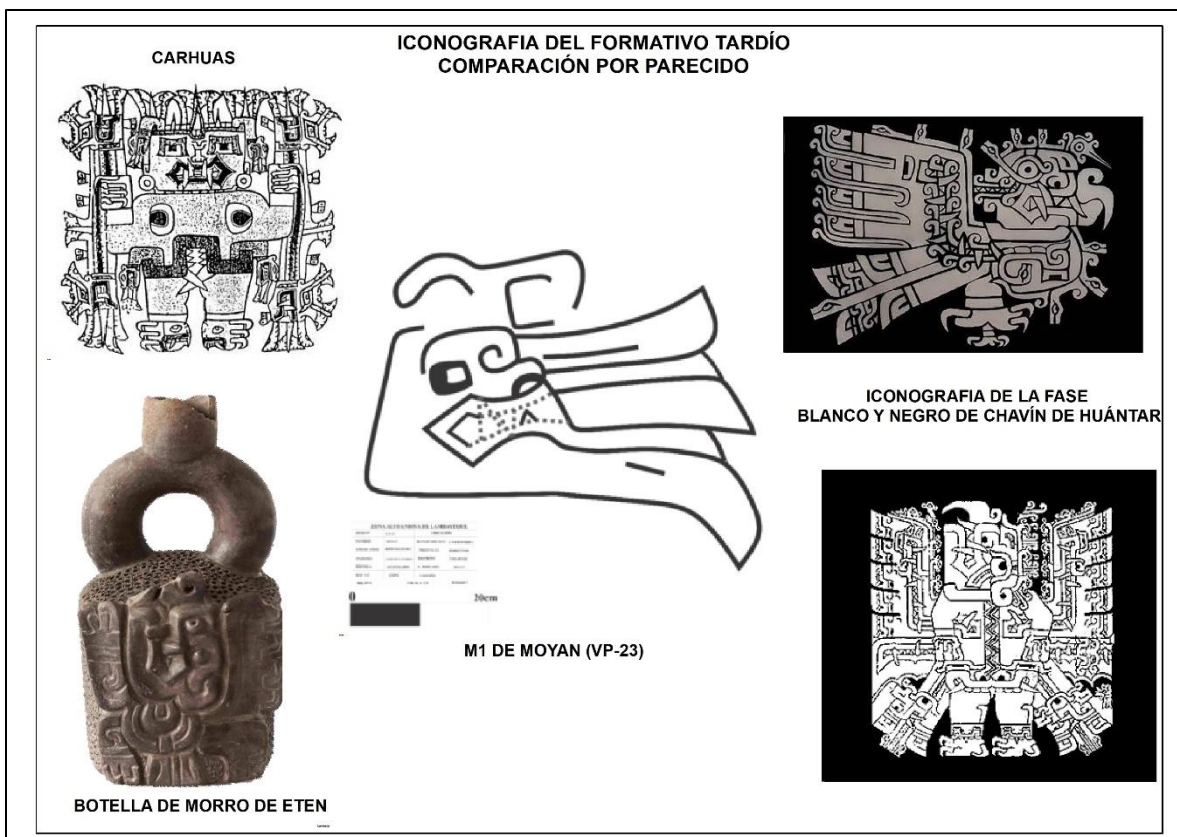 ICONOGRAFIA DEL FORMATIVO TARDÍO
COMPARACIÓN POR PARECIDO
CARHUAS
ICONOGRAFIA DE LA FASE
BLANCO Y NEGRO DE CHAVÍN DE HUÁNTAR
0 20cm
M1 DE MOYAN (VP-23)
BOTELLA DE MORRO DE ETEN